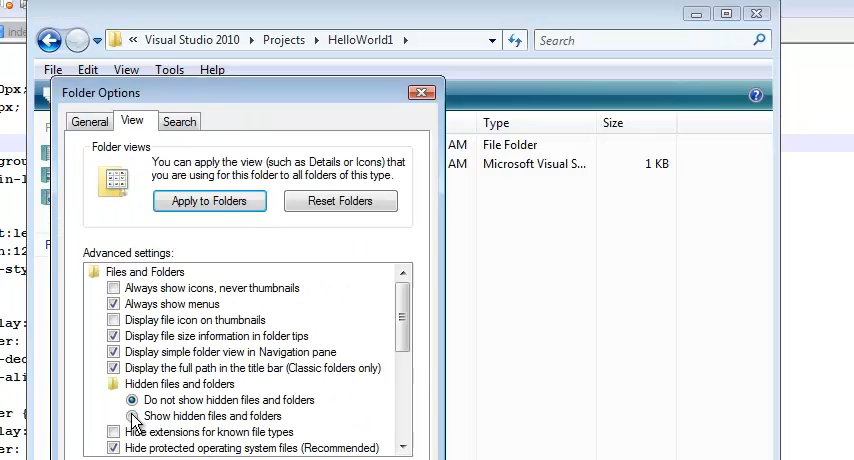 Visual Studio 2010 Projects HelloWorld1 Search
File Edit View Tools Help
Folder Options
General View Search
Type Size
Folder views
You can apply the view (such as Details or Icons) that
you are using for this folder to all folders of this type.
Apply to Folders Reset Folders
AM File Folder
AM Microsoft Visual S... 1 KB
Advanced settings:
Files and Folders
Always show icons, never thumbnails
Always show menus
Display file icon on thumbnails
Display file size information in folder tips
Display simple folder view in Navigation pane
Display the full path in the title bar (Classic folders only)
Hidden files and folders
Do not show hidden files and folders
Show hidden files and folders
Hide extensions for known file types
Hide protected operating system files (Recommended)